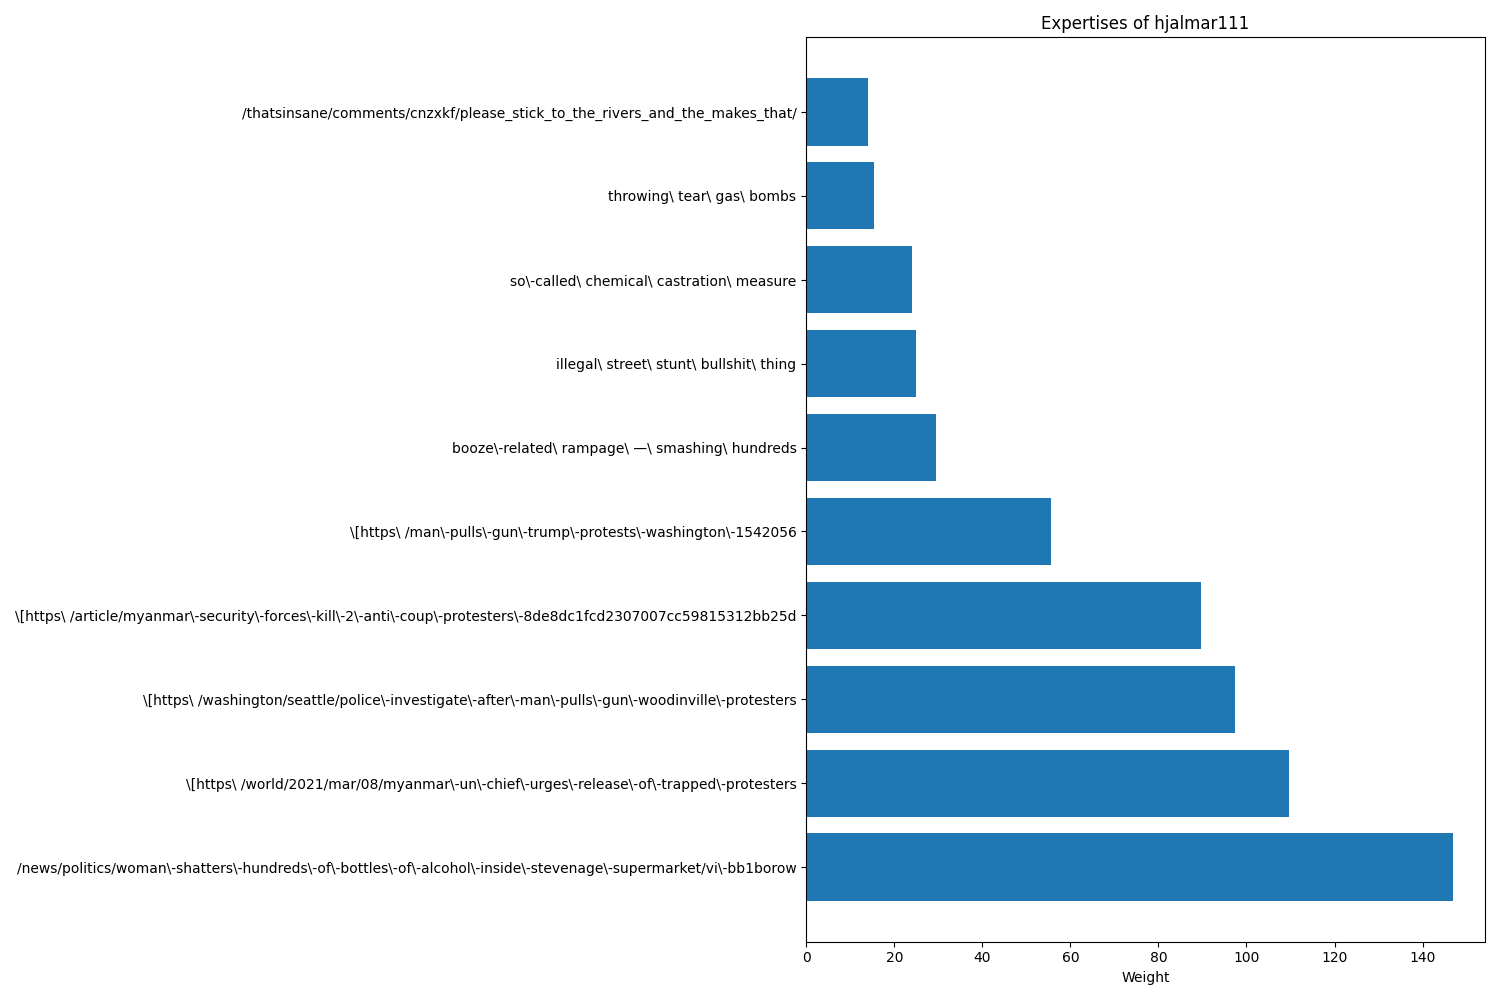 Expertises of hjalmar111
/thatsinsane/comments/cnzxkf/please_stick_to_the_rivers_and_the_makes_that/
throwing\ tear\ gas\ bombs
so\-called\ chemical\ castration\ measure
illegal\ street\ stunt\ bullshit\ thing
booze\-related\ rampage\ —\ smashing\ hundreds
\[https\ /man\-pulls\-gun\-trump\-protests\-washington\-1542056
\[https\ /article/myanmar\-security\-forces\-kill\-2\-anti\-coup\-protesters\-8de8dc1fcd2307007cc59815312bb25d
\[https\ /washington/seattle/police\-investigate\-after\-man\-pulls\-gun\-woodinville\-protesters
\[https\ /world/2021/mar/08/myanmar\-un\-chief\-urges\-release\-of\-trapped\-protesters
/news/politics/woman\-shatters\-hundreds\-of\-bottles\-of\-alcohol\-inside\-stevenage\-supermarket/vi\-bb1borow
0 20 40 60 80 100 120 140
Weight